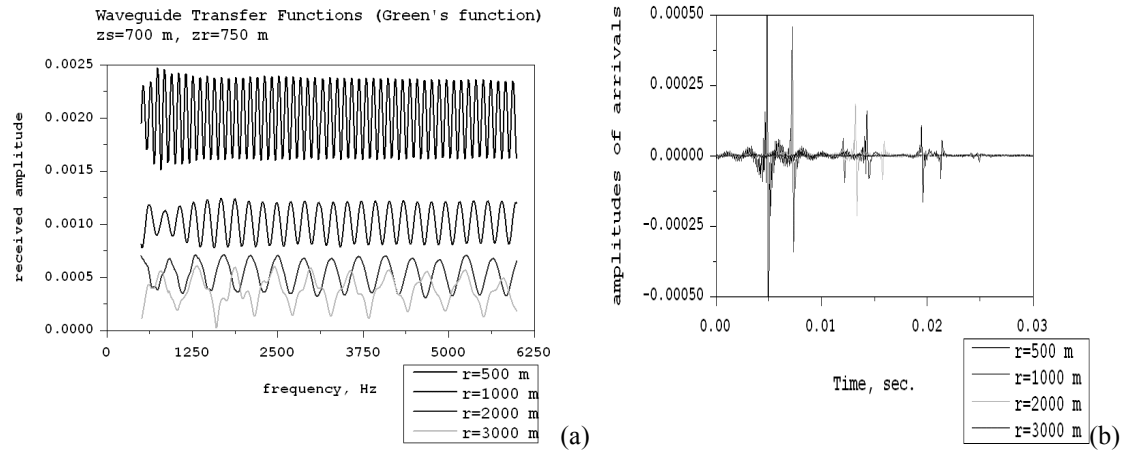 Waveguide Transfer Functions (Green's function)
zs=700 m, zr=750 m
received amplitude
0.0025
0.0020
0.0015
0.0010
0.0005
0.0000
0
1250
2500
3750
5000
6250
frequency, Hz
r=500 m
r=1000 m
r=2000 m
r=3000 m
(a)
amplitudes of arrivals
0.00050
0.00025
0.00000
-0.00025
-0.00050
0.00
0.01
0.02
0.03
Time, sec.
r=500 m
r=1000 m
r=2000 m
r=3000 m
(b)